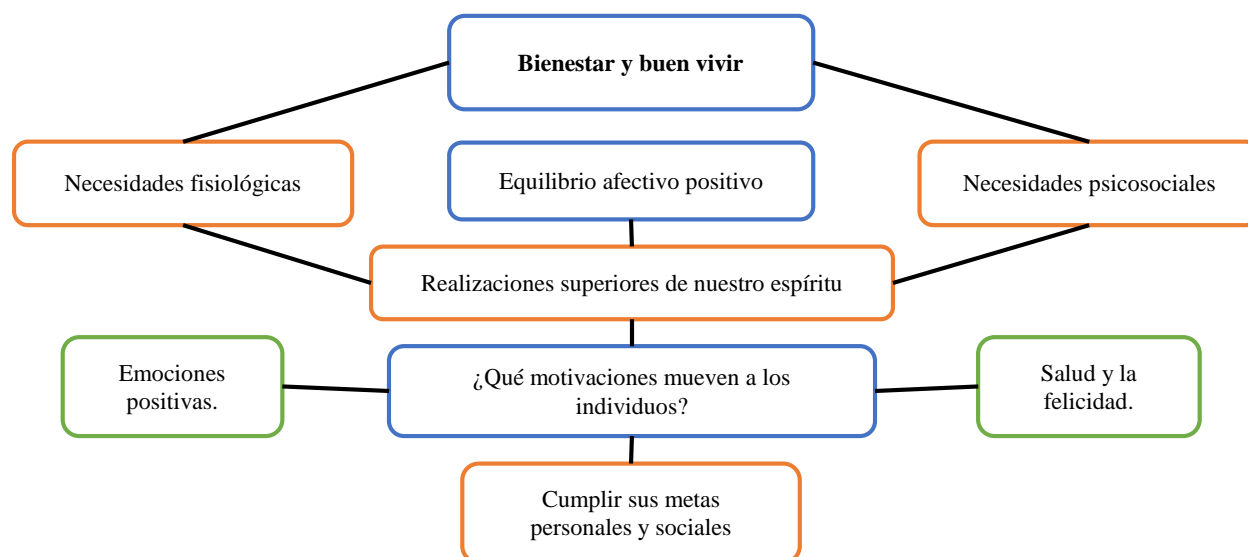 Bienestar y buen vivir
Necesidades fisiológicas
Equilibrio afectivo positivo
Necesidades psicosociales
Realizaciones superiores de nuestro espíritu
Emociones
positivas.
¿Qué motivaciones mueven a los
individuos?
Salud y la
felicidad.
Cumplir sus metas
personales y sociales